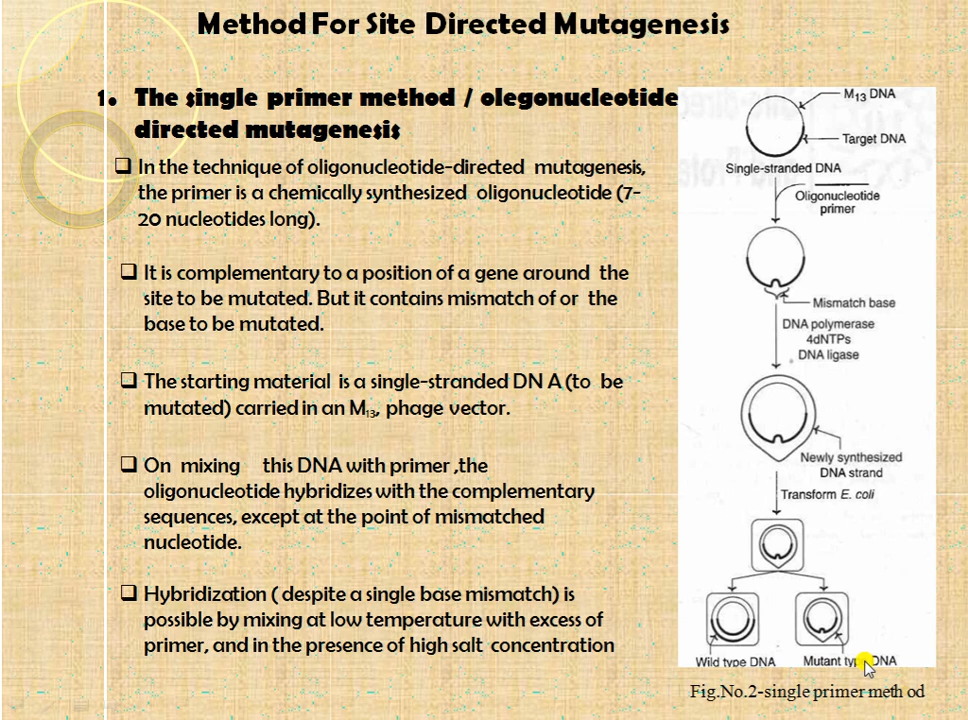 Method For Site Directed Mutagenesis
1. The single primer method / olegonucleotide
directed mutagenesis
In the technique of oligonucleotide-directed mutagenesis,
the primer is a chemically synthesized oligonucleotide (7-
20 nucleotides long).
It is complementary to a position of a gene around the
site to be mutated. But it contains mismatch of or the
base to be mutated.
The starting material is a single-stranded DN A (to be
mutated) carried in an M13, phage vector.
On mixing this DNA with primer ,the
oligonucleotide hybridizes with the complementary
sequences, except at the point of mismatched
nucleotide.
Hybridization ( despite a single base mismatch) is
possible by mixing at low temperature with excess of
primer, and in the presence of high salt concentration
M13 DNA
Target DNA
Single-stranded DNA
Oligonucleotide
primer
Mismatch base
DNA polymerase
4dNTPs
DNA ligase
Newly synthesized
DNA strand
Transform E. coli
Wild type DNA
Mutant type DNA
Fig.No.2-single primer meth od